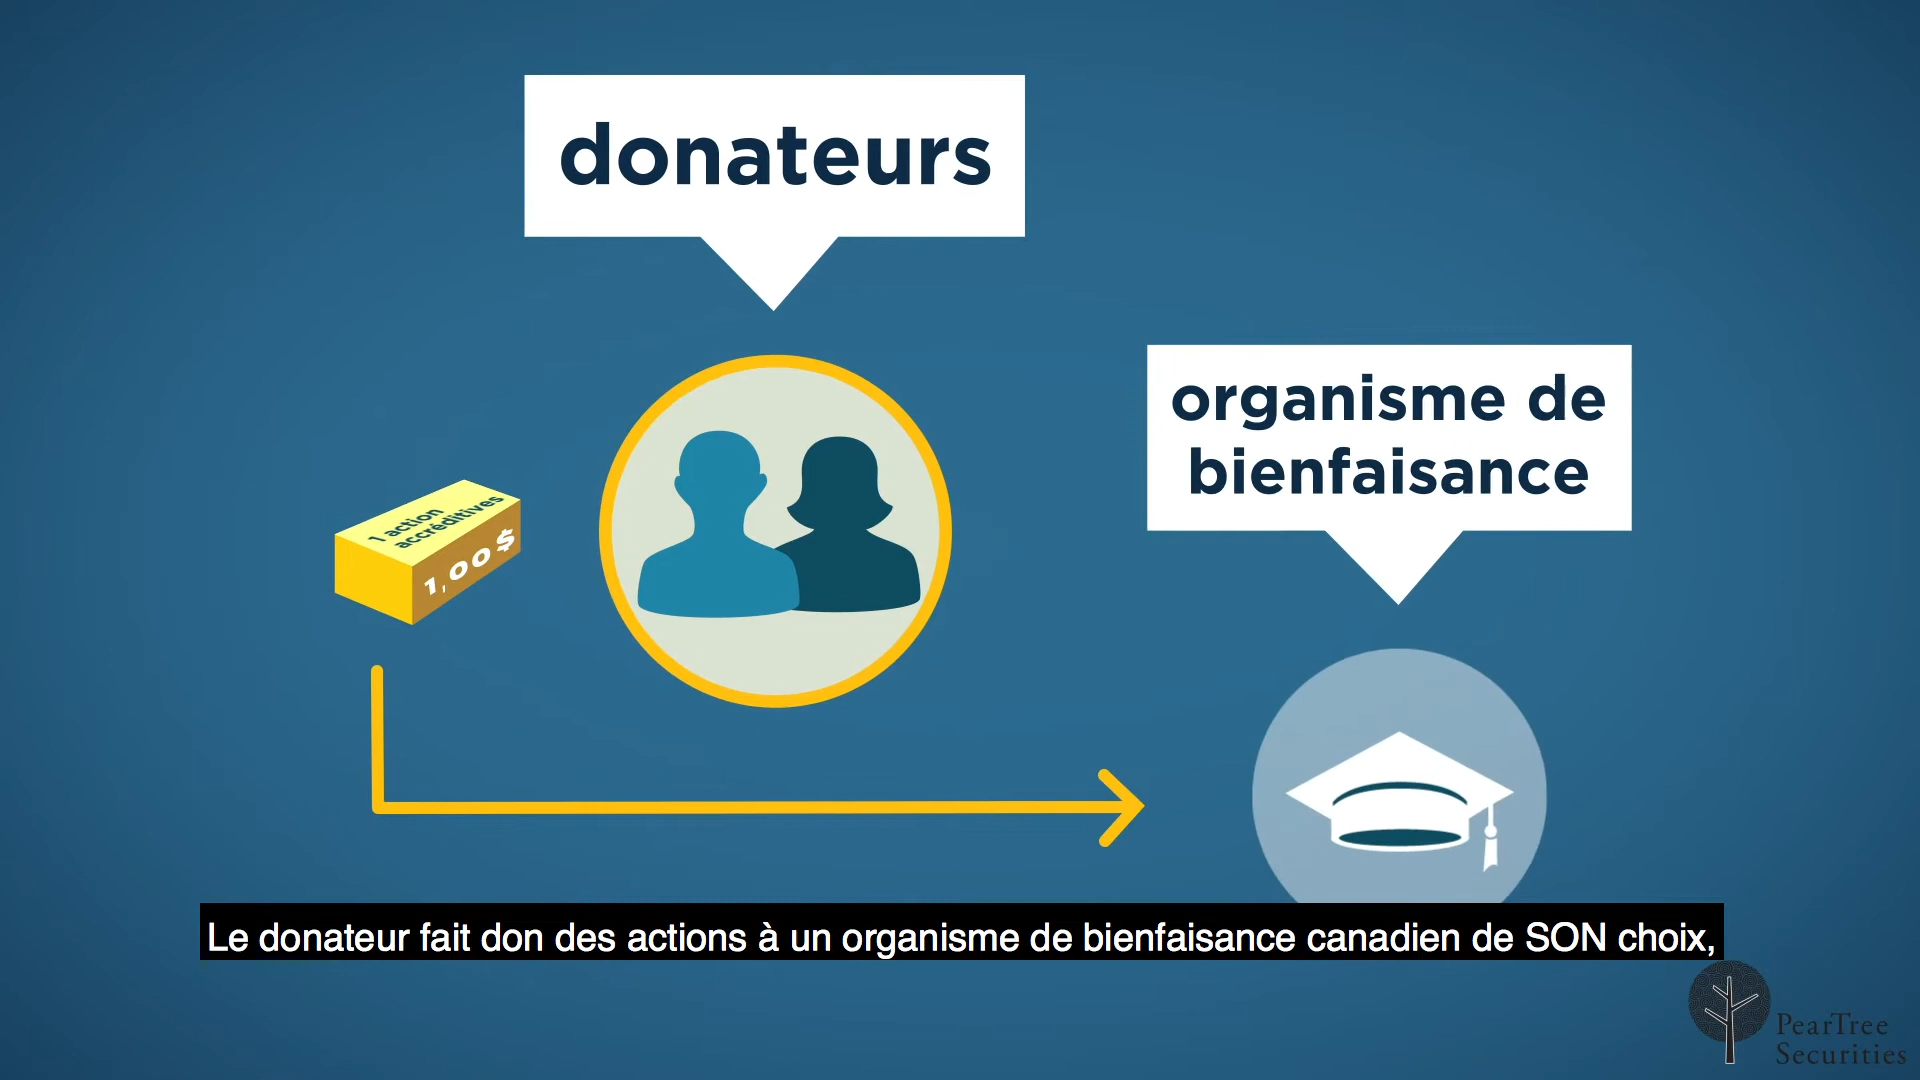 donateurs
organisme de
bienfaisance
1 action
accréditives
1,00$
Le donateur fait don des actions à un organisme de bienfaisance canadien de SON choix,
PearTree
Securities